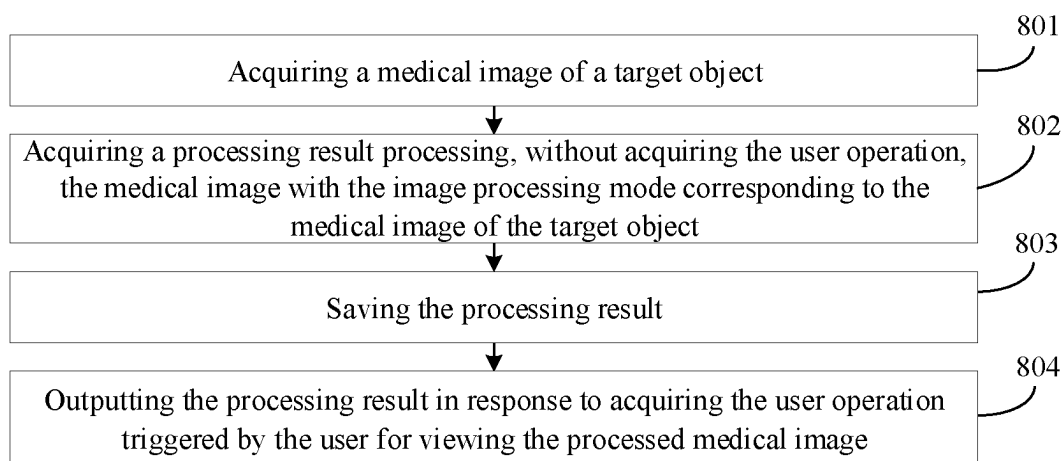 801
Acquiring a medical image of a target object
802
Acquiring a processing result processing, without acquiring the user operation,
the medical image with the image processing mode corresponding to the
medical image of the target object
803
Saving the processing result
804
Outputting the processing result in response to acquiring the user operation
triggered by the user for viewing the processed medical image